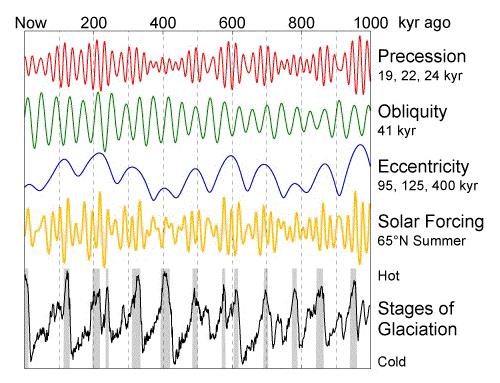 Now 200 400 600 800 1000 kyr ago
Precession
19, 22, 24 kyr
Obliquity
41 kyr
Eccentricity
95, 125, 400 kyr
Solar Forcing
65°N Summer
Hot
Stages of
Glaciation
Cold